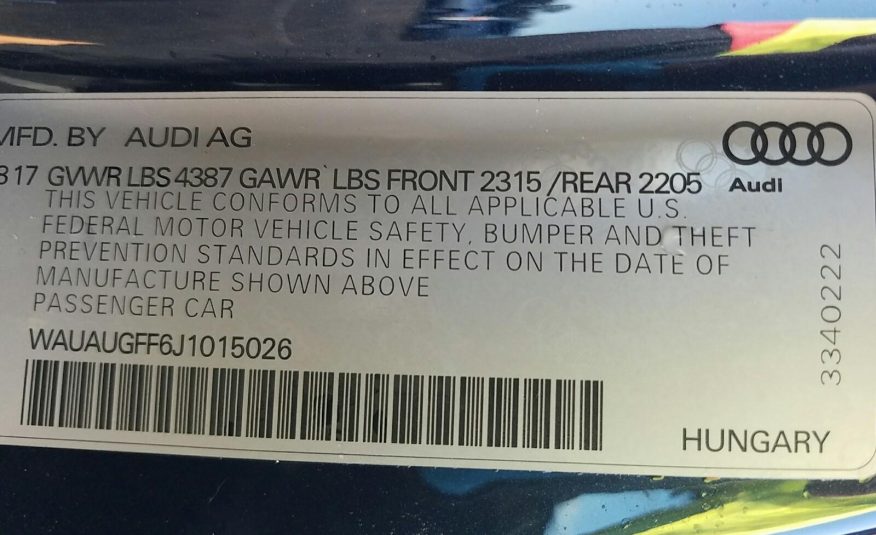 MFD. BY AUDI AG
Audi
817 GVWR LBS 4387 GAWR LBS FRONT 2315 /REAR 2205
THIS VEHICLE CONFORMS TO ALL APPLICABLE U.S.
FEDERAL MOTOR VEHICLE SAFETY, BUMPER AND THEFT
PREVENTION STANDARDS IN EFFECT ON THE DATE OF
MANUFACTURE SHOWN ABOVE
PASSENGER CAR
WAUAUGFF6J1015026
3340222
HUNGARY